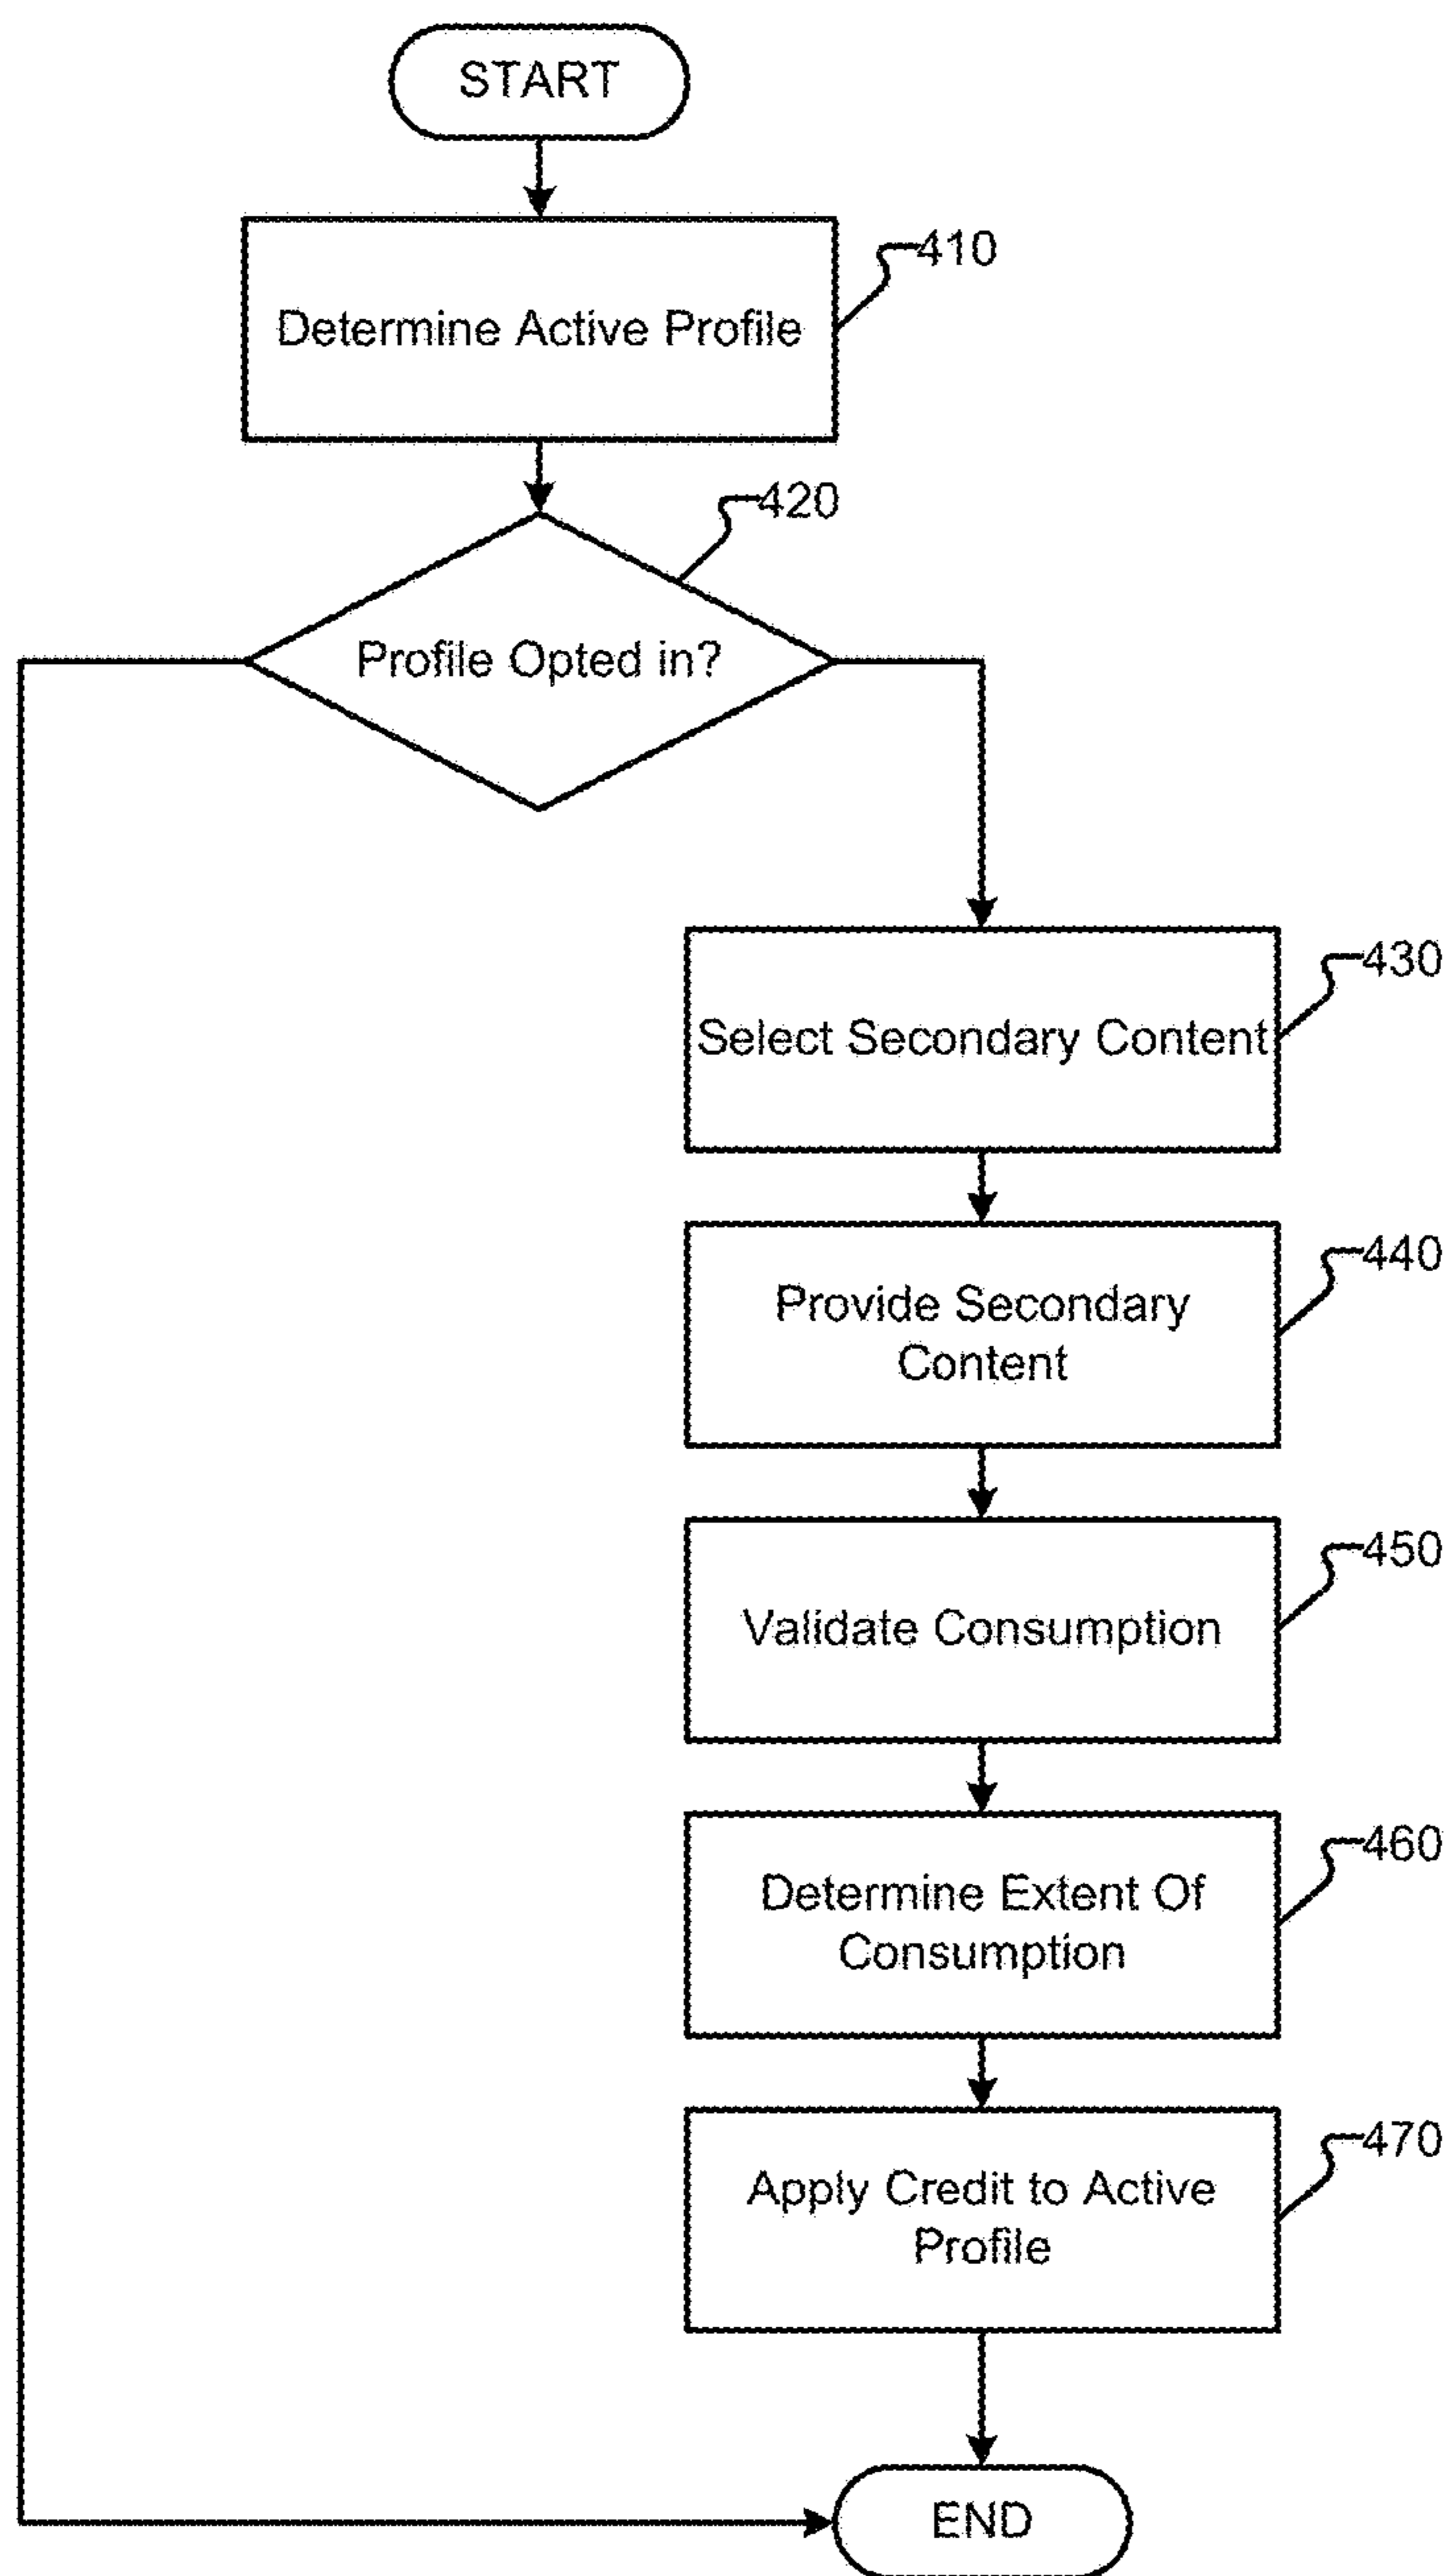 START
410
Determine Active Profile
420
Profile Opted in?
430
Select Secondary Content
440
Provide Secondary
Content
450
Validate Consumption
460
Determine Extent Of
Consumption
470
Apply Credit to Active
Profile
END